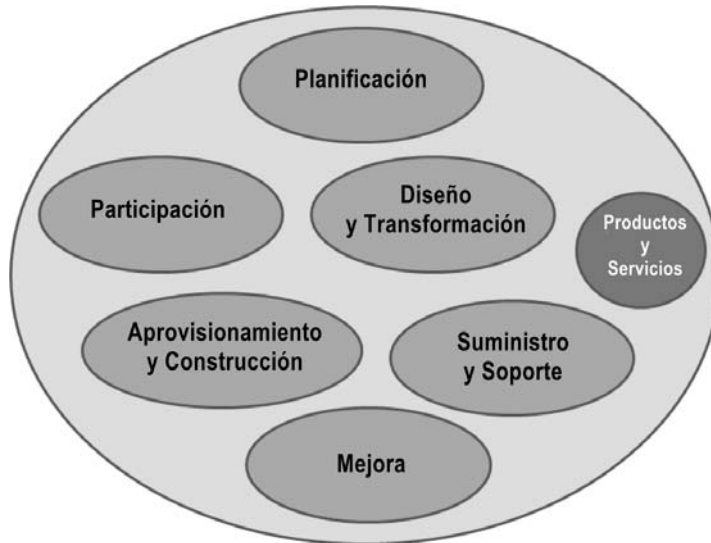 Planificación
Participación
Diseño
y Transformación
Productos
y
Servicios
Aprovisionamiento
y Construcción
Suministro
y Soporte
Mejora